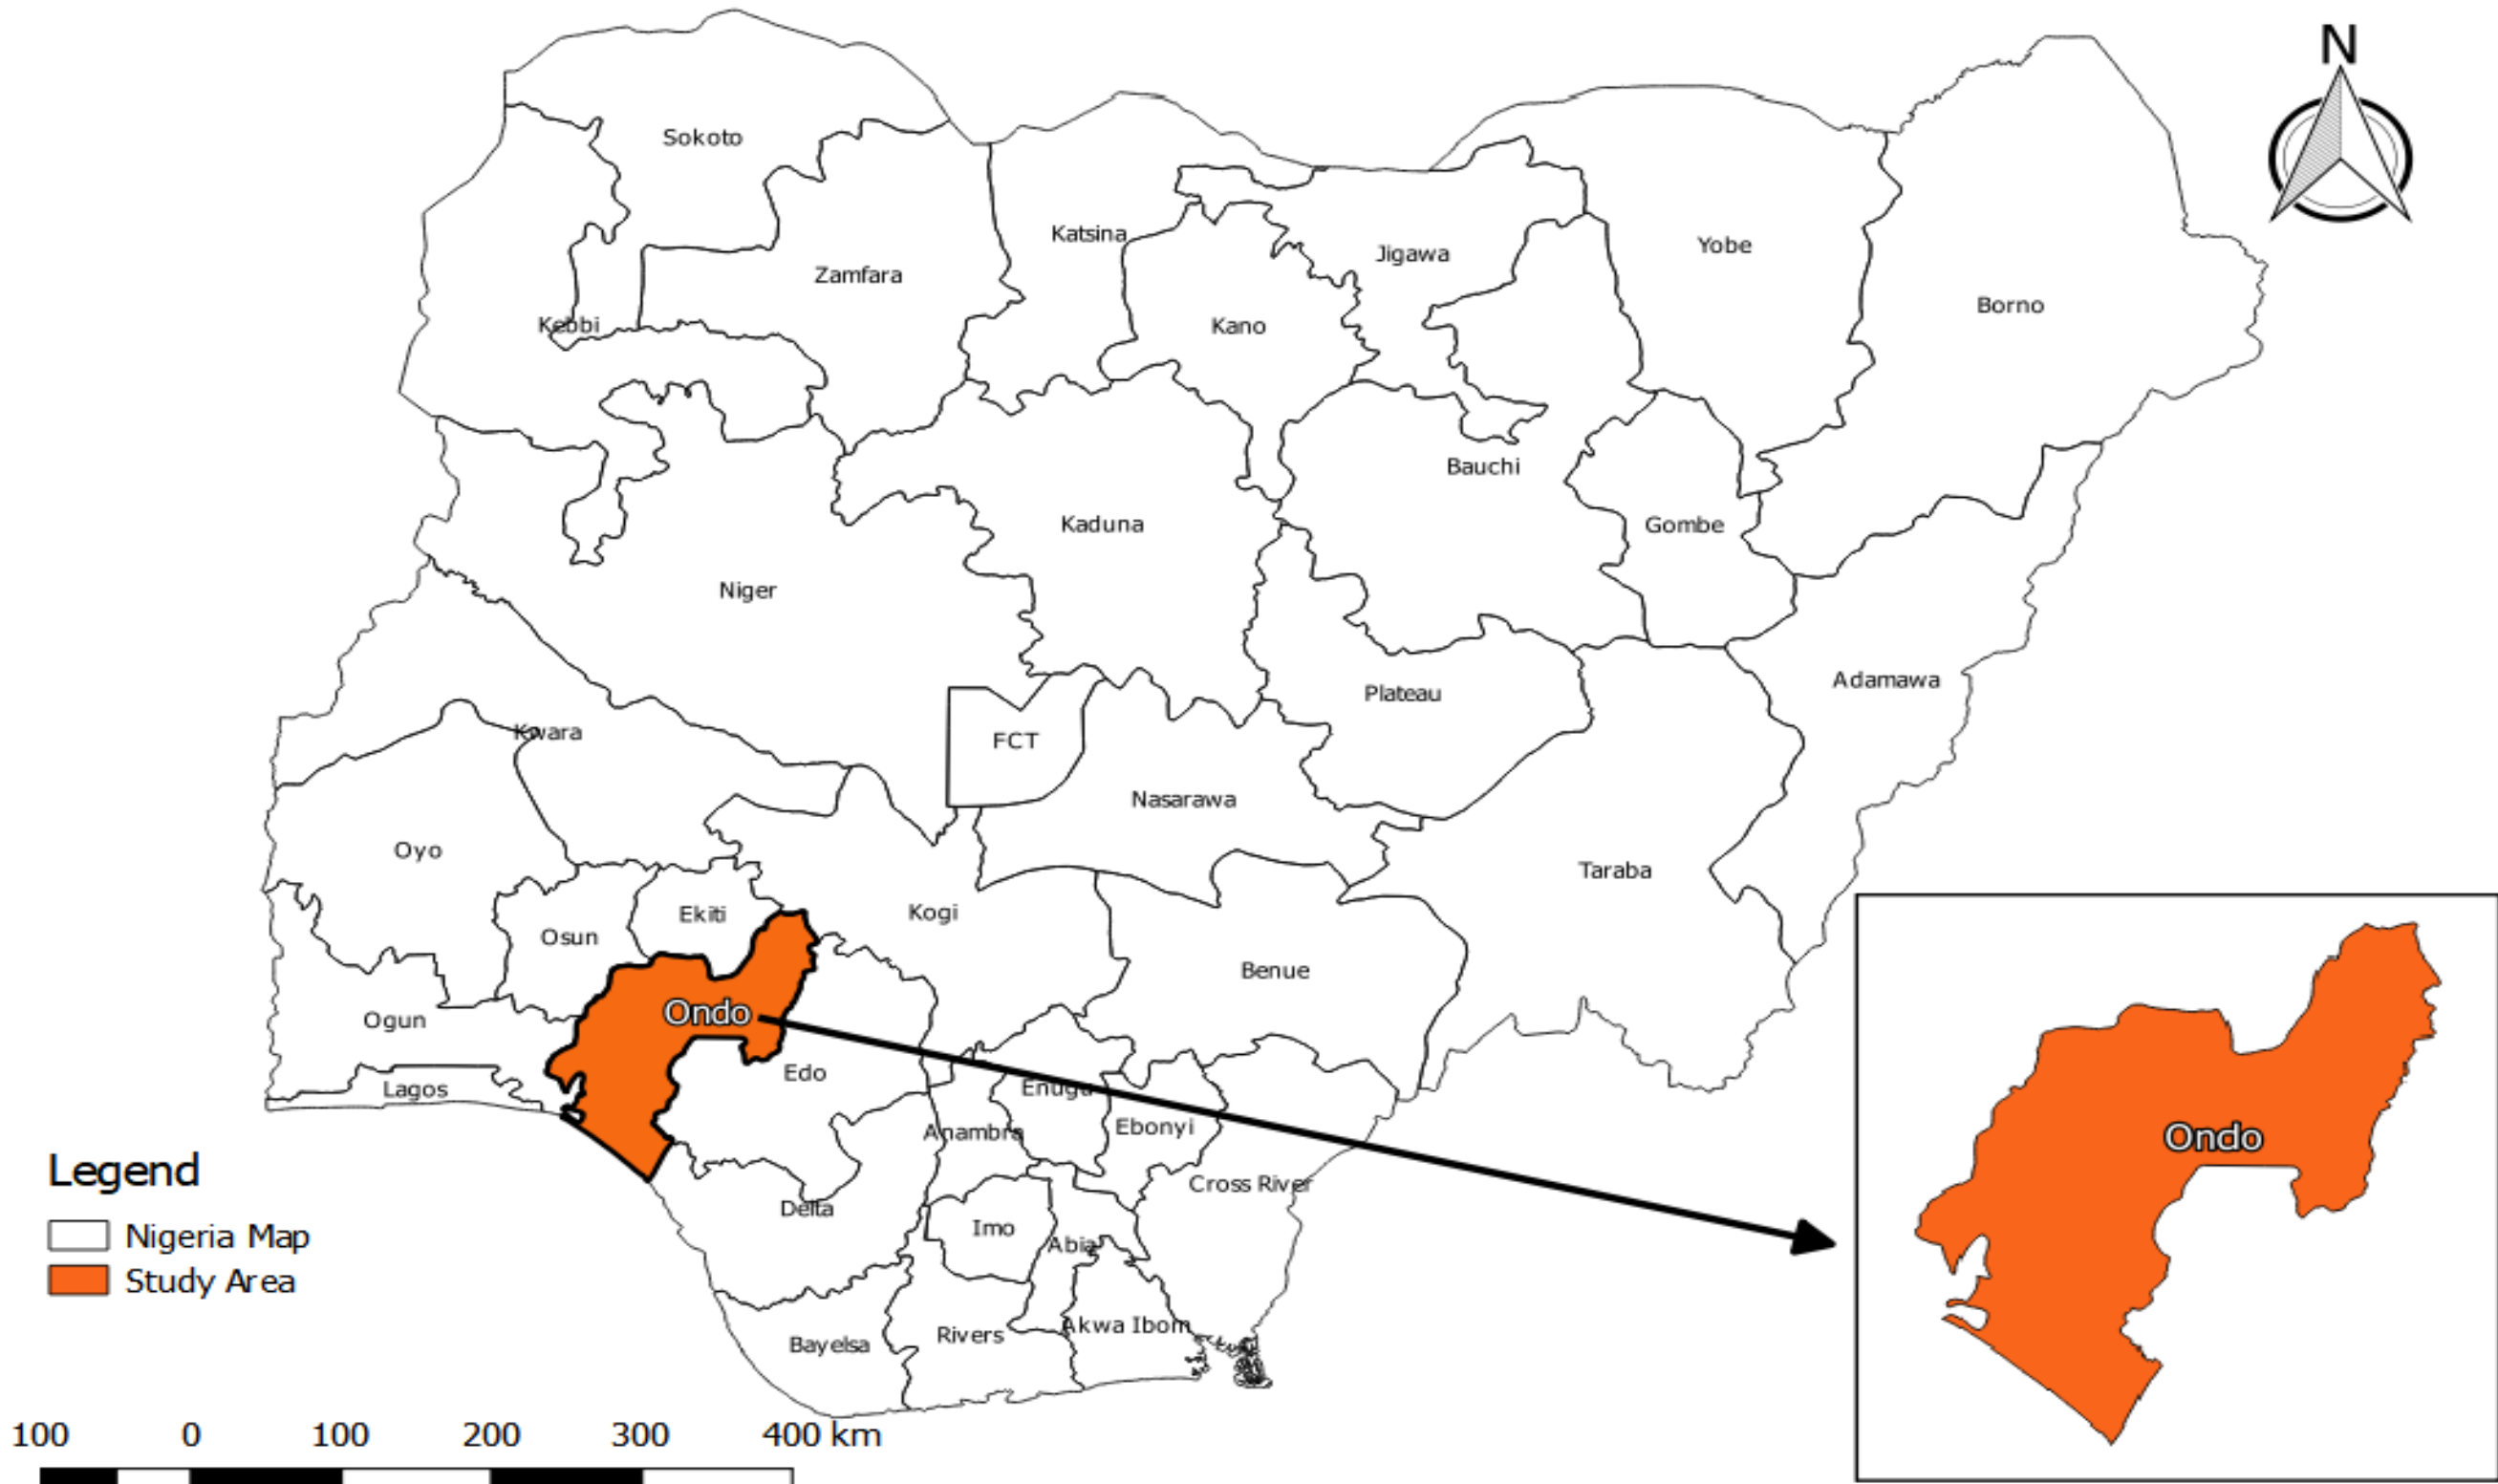 N
Sokoto
Katsina
Yobe
Jigawa
Zamfara
Borno
Kebbi
Kano
Bauchi
Kaduna
Gombe
Niger
Adamawa
Plateau
Kwara
FCT
Nasarawa
Oyo
Taraba
Ekiti
Kogi
Osun
Benue
Ondo
Ogun
Edo
Lagos
Enugu
Ebonyi
Anambra
Ondo
Cross River
Delta
Imo
Abia
Akwa Ibom
Rivers
Bayelsa
Legend
Nigeria Map
Study Area
100 0 100 200 300 400 km